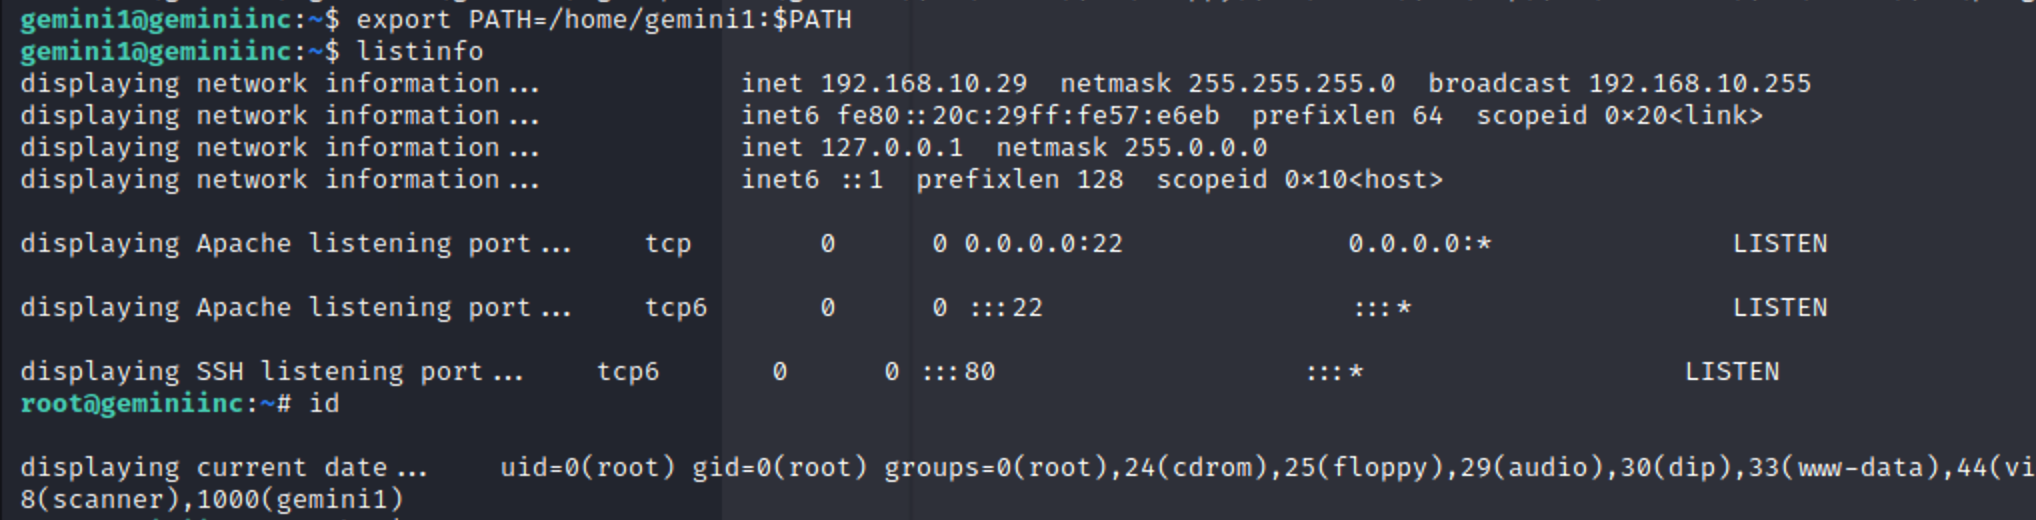 gemini1@geminiinc:~$ export PATH=/home/gemini1:$PATH
gemini1@geminiinc:~$ listinfo
displaying network information... inet 192.168.10.29 netmask 255.255.255.0 broadcast 192.168.10.255
displaying network information... inet6 fe80::20c:29ff:fe57:e6eb prefixlen 64 scopeid 0×20<link>
displaying network information... inet 127.0.0.1 netmask 255.0.0.0
displaying network information... inet6 ::1 prefixlen 128 scopeid 0×10<host>
displaying Apache listening port... tcp 0 0 0.0.0.0:22 0.0.0.0:* LISTEN
displaying Apache listening port... tcp6 0 0 :::22 :::* LISTEN
displaying SSH listening port... tcp6 0 0 :::80 :::* LISTEN
root@geminiinc:~# id
displaying current date... uid=0(root) gid=0(root) groups=0(root),24(cdrom),25(floppy),29(audio),30(dip),33(www-data),44(vi
8(scanner),1000(gemini1)